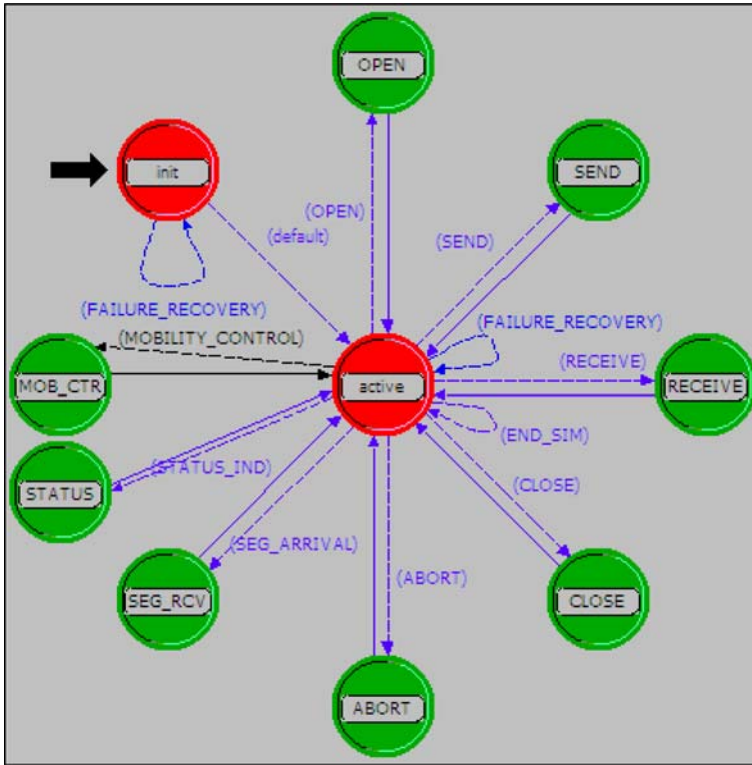 OPEN
init
SEND
(OPEN)
(default)
(SEND)
(FAILURE_RECOVERY)
(MOBILITY_CONTROL)
(FAILURE_RECOVERY)
(RECEIVE)
MOB_CTR
active
RECEIVE
(END_SIM)
(STATUS_IND)
(CLOSE)
STATUS
(SEG_ARRIVAL)
(ABORT)
SEG_RCV
CLOSE
ABORT